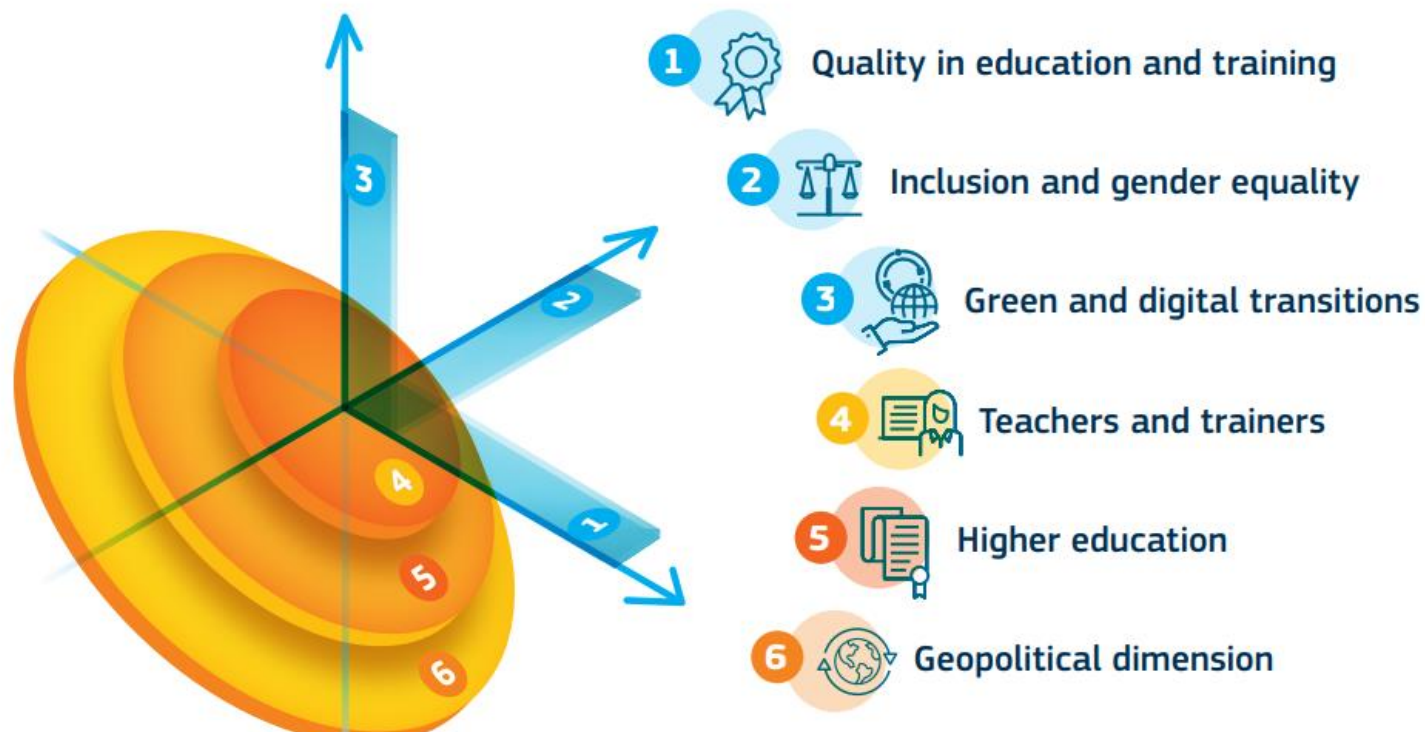 1 Quality in education and training
2 Inclusion and gender equality
3 Green and digital transitions
4 Teachers and trainers
5 Higher education
6 Geopolitical dimension
3
2
1
4
5
6